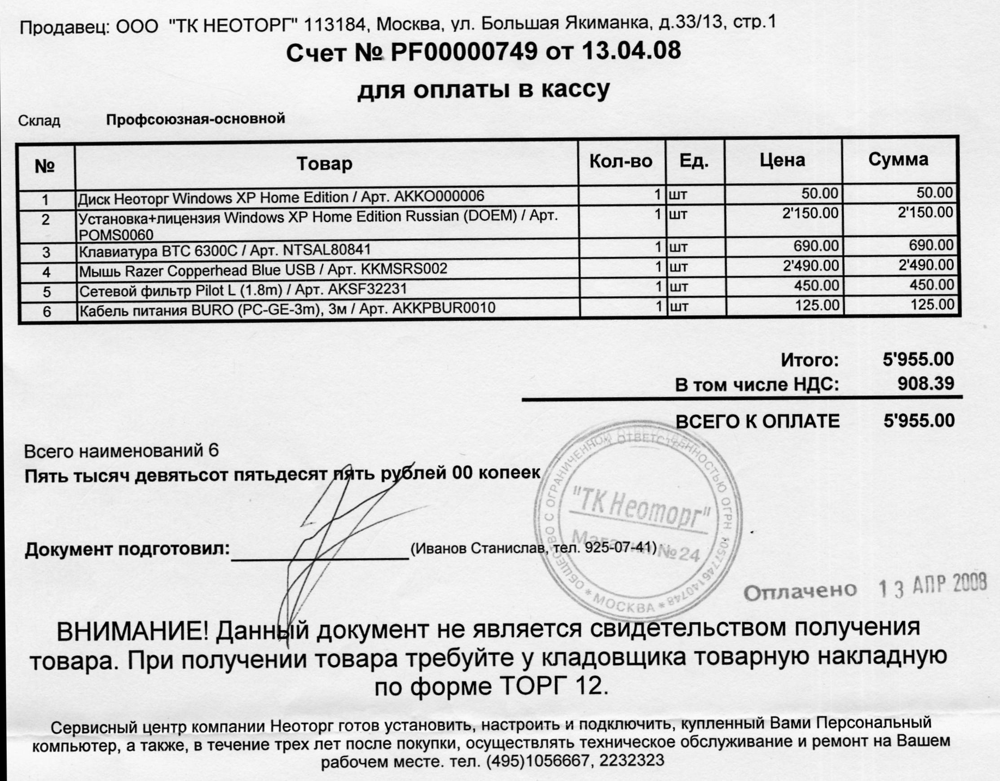 Продавец: ООО "ТК НЕОТОРГ" 113184, Москва, ул. Большая Якиманка, д.33/13, стр.1
Счет № PF00000749 от 13.04.08
для оплаты в кассу
Склад Профсоюзная-основной
№ Товар Кол-во Ед. Цена Сумма
1 Диск Неоторг Windows XP Home Edition / Арт. AKKO000006 1 шт 50.00 50.00
2 Установка+лицензия Windows XP Home Edition Russian (DOEM) / Арт. 1 шт 2'150.00 2'150.00
POMS0060
3 Клавиатура BTC 6300C / Арт. NTSAL80841 1 шт 690.00 690.00
4 Мышь Razer Copperhead Blue USB / Арт. KKMSRS002 1 шт 2'490.00 2'490.00
5 Сетевой фильтр Pilot L (1.8m) / Арт. AKSF32231 1 шт 450.00 450.00
6 Кабель питания BURO (PC-GE-3m), 3м / Арт. AKKPBUR0010 1 шт 125.00 125.00
Итого: 5'955.00
В том числе НДС: 908.39
ВСЕГО К ОПЛАТЕ 5'955.00
Всего наименований 6
Пять тысяч девятьсот пятьдесят пять рублей 00 копеек
ОБЩЕСТВО С ОГРАНИЧЕННОЙ ОТВЕТСТВЕННОСТЬЮ ОГРН 1057746140748
* МОСКВА *
"ТК Неоторг"
Магазин №24
Документ подготовил: (Иванов Станислав, тел. 925-07-41)
Оплачено 13 АПР 2008
ВНИМАНИЕ! Данный документ не является свидетельством получения
товара. При получении товара требуйте у кладовщика товарную накладную
по форме ТОРГ 12.
Сервисный центр компании Неоторг готов установить, настроить и подключить, купленный Вами Персональный
компьютер, а также, в течение трех лет после покупки, осуществлять техническое обслуживание и ремонт на Вашем
рабочем месте. тел. (495)1056667, 2232323